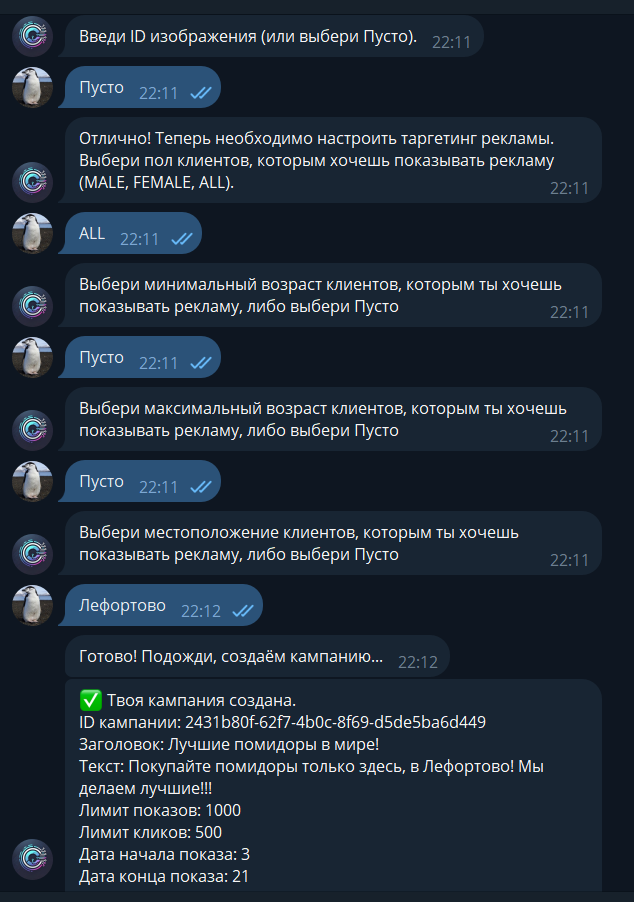 Введи ID изображения (или выбери Пусто). 22:11
Пусто 22:11
Отлично! Теперь необходимо настроить таргетинг рекламы.
Выбери пол клиентов, которым хочешь показывать рекламу
(MALE, FEMALE, ALL). 22:11
ALL 22:11
Выбери минимальный возраст клиентов, которым ты хочешь
показывать рекламу, либо выбери Пусто 22:11
Пусто 22:11
Выбери максимальный возраст клиентов, которым ты хочешь
показывать рекламу, либо выбери Пусто 22:11
Пусто 22:11
Выбери местоположение клиентов, которым ты хочешь
показывать рекламу, либо выбери Пусто 22:11
Лефортово 22:12
Готово! Подожди, создаём кампанию... 22:12
✅ Твоя кампания создана.
ID кампании: 2431b80f-62f7-4b0c-8f69-d5de5ba6d449
Заголовок: Лучшие помидоры в мире!
Текст: Покупайте помидоры только здесь, в Лефортово! Мы
делаем лучшие!!!
Лимит показов: 1000
Лимит кликов: 500
Дата начала показа: 3
Дата конца показа: 21